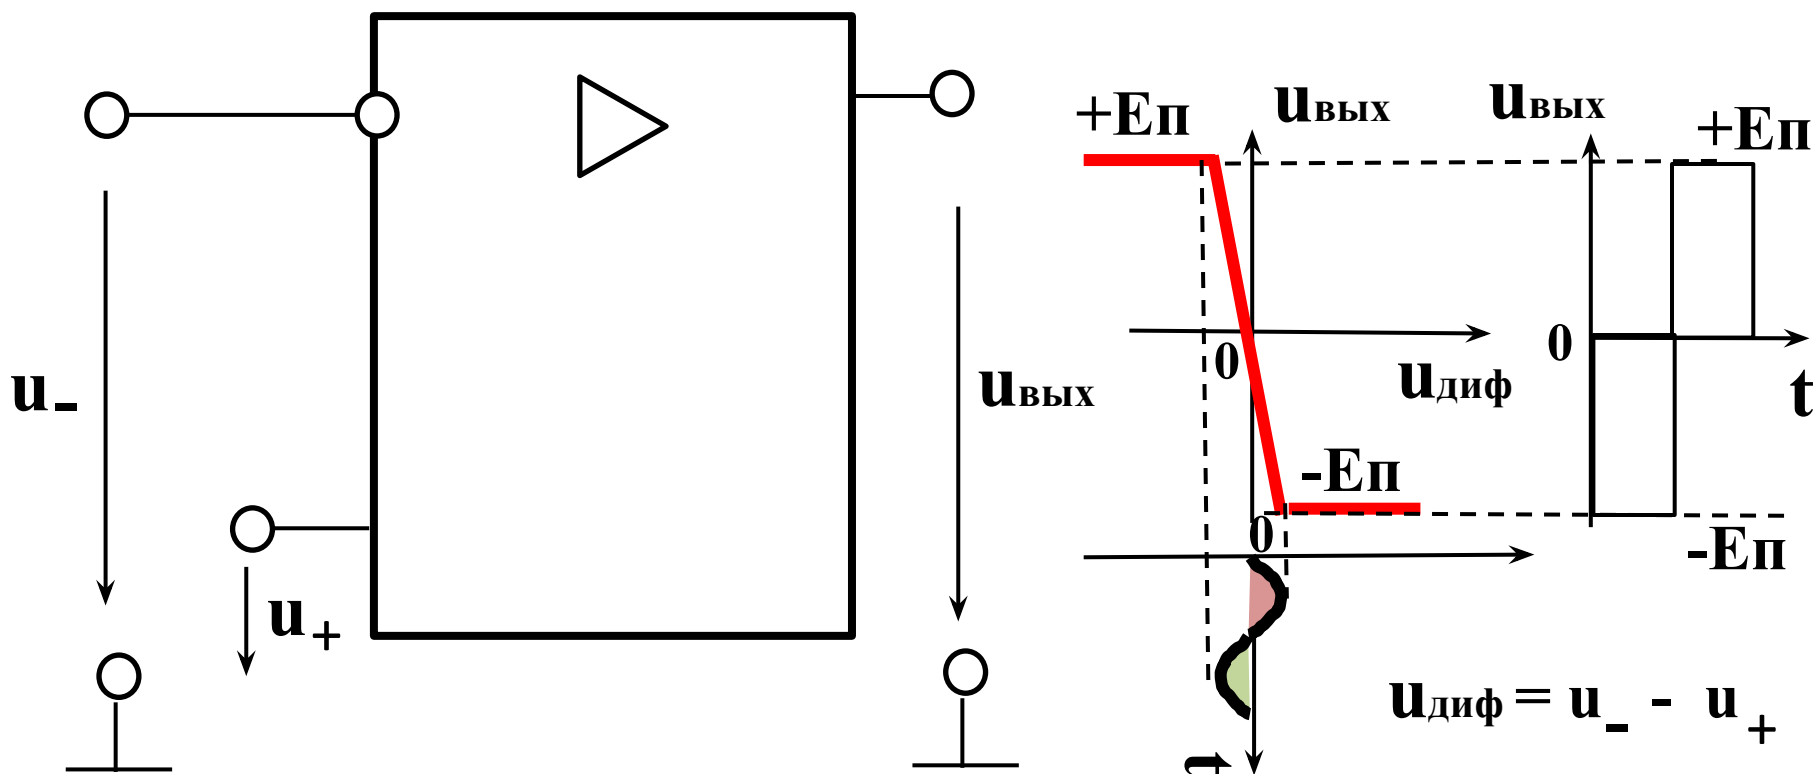 u-
u+
uвых
+Eп
uвых
0
uдиф
-Eп
uвых
+Eп
0
t
-Eп
0
t
uдиф = u- - u+